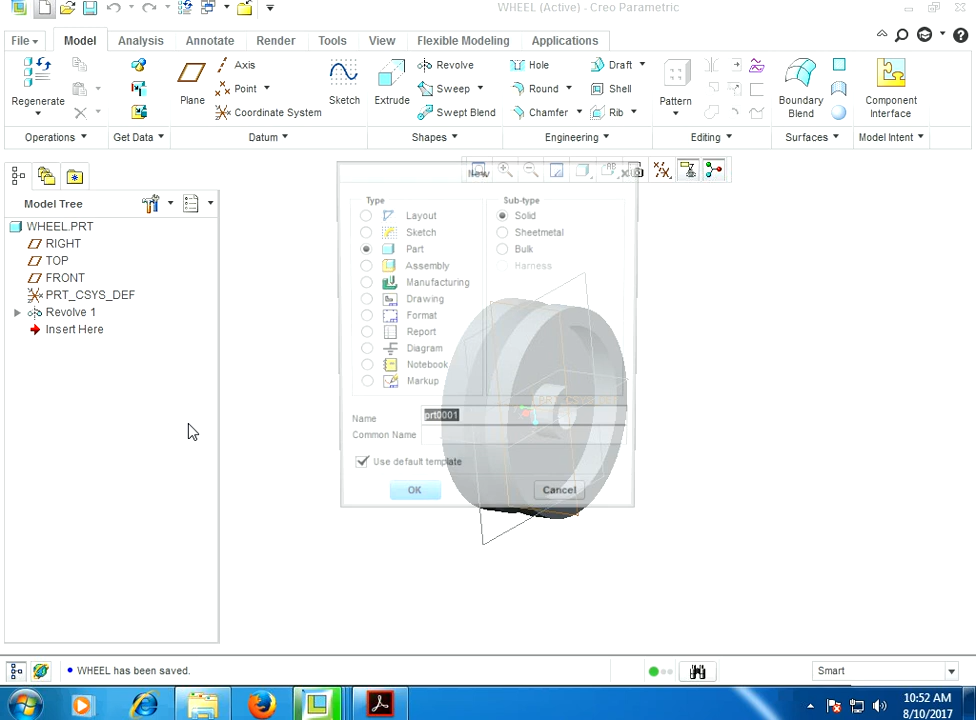 WHEEL (Active) - Creo Parametric
File Model Analysis Annotate Render Tools View Flexible Modeling Applications
Regenerate
Plane
Axis
Point
Coordinate System
Sketch
Extrude
Revolve
Sweep
Swept Blend
Hole
Round
Chamfer
Draft
Shell
Rib
Pattern
Boundary Blend
Component Interface
Operations Get Data Datum Shapes Engineering Editing Surfaces Model Intent
Model Tree
WHEEL.PRT
RIGHT
TOP
FRONT
PRT_CSYS_DEF
Revolve 1
Insert Here
New
Type
Layout
Sketch
Part
Assembly
Manufacturing
Drawing
Format
Report
Diagram
Notebook
Markup
Sub-type
Solid
Sheetmetal
Bulk
Harness
Name prt0001
Common Name
Use default template
OK Cancel
WHEEL has been saved.
Smart
10:52 AM
8/10/2017